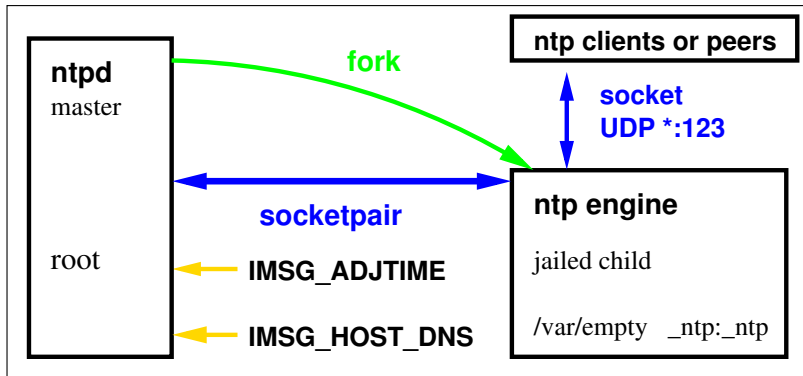 ntpd
master
root
fork
socketpair
IMSG_ADJTIME
IMSG_HOST_DNS
ntp clients or peers
socket
UDP *:123
ntp engine
jailed child
/var/empty _ntp:_ntp